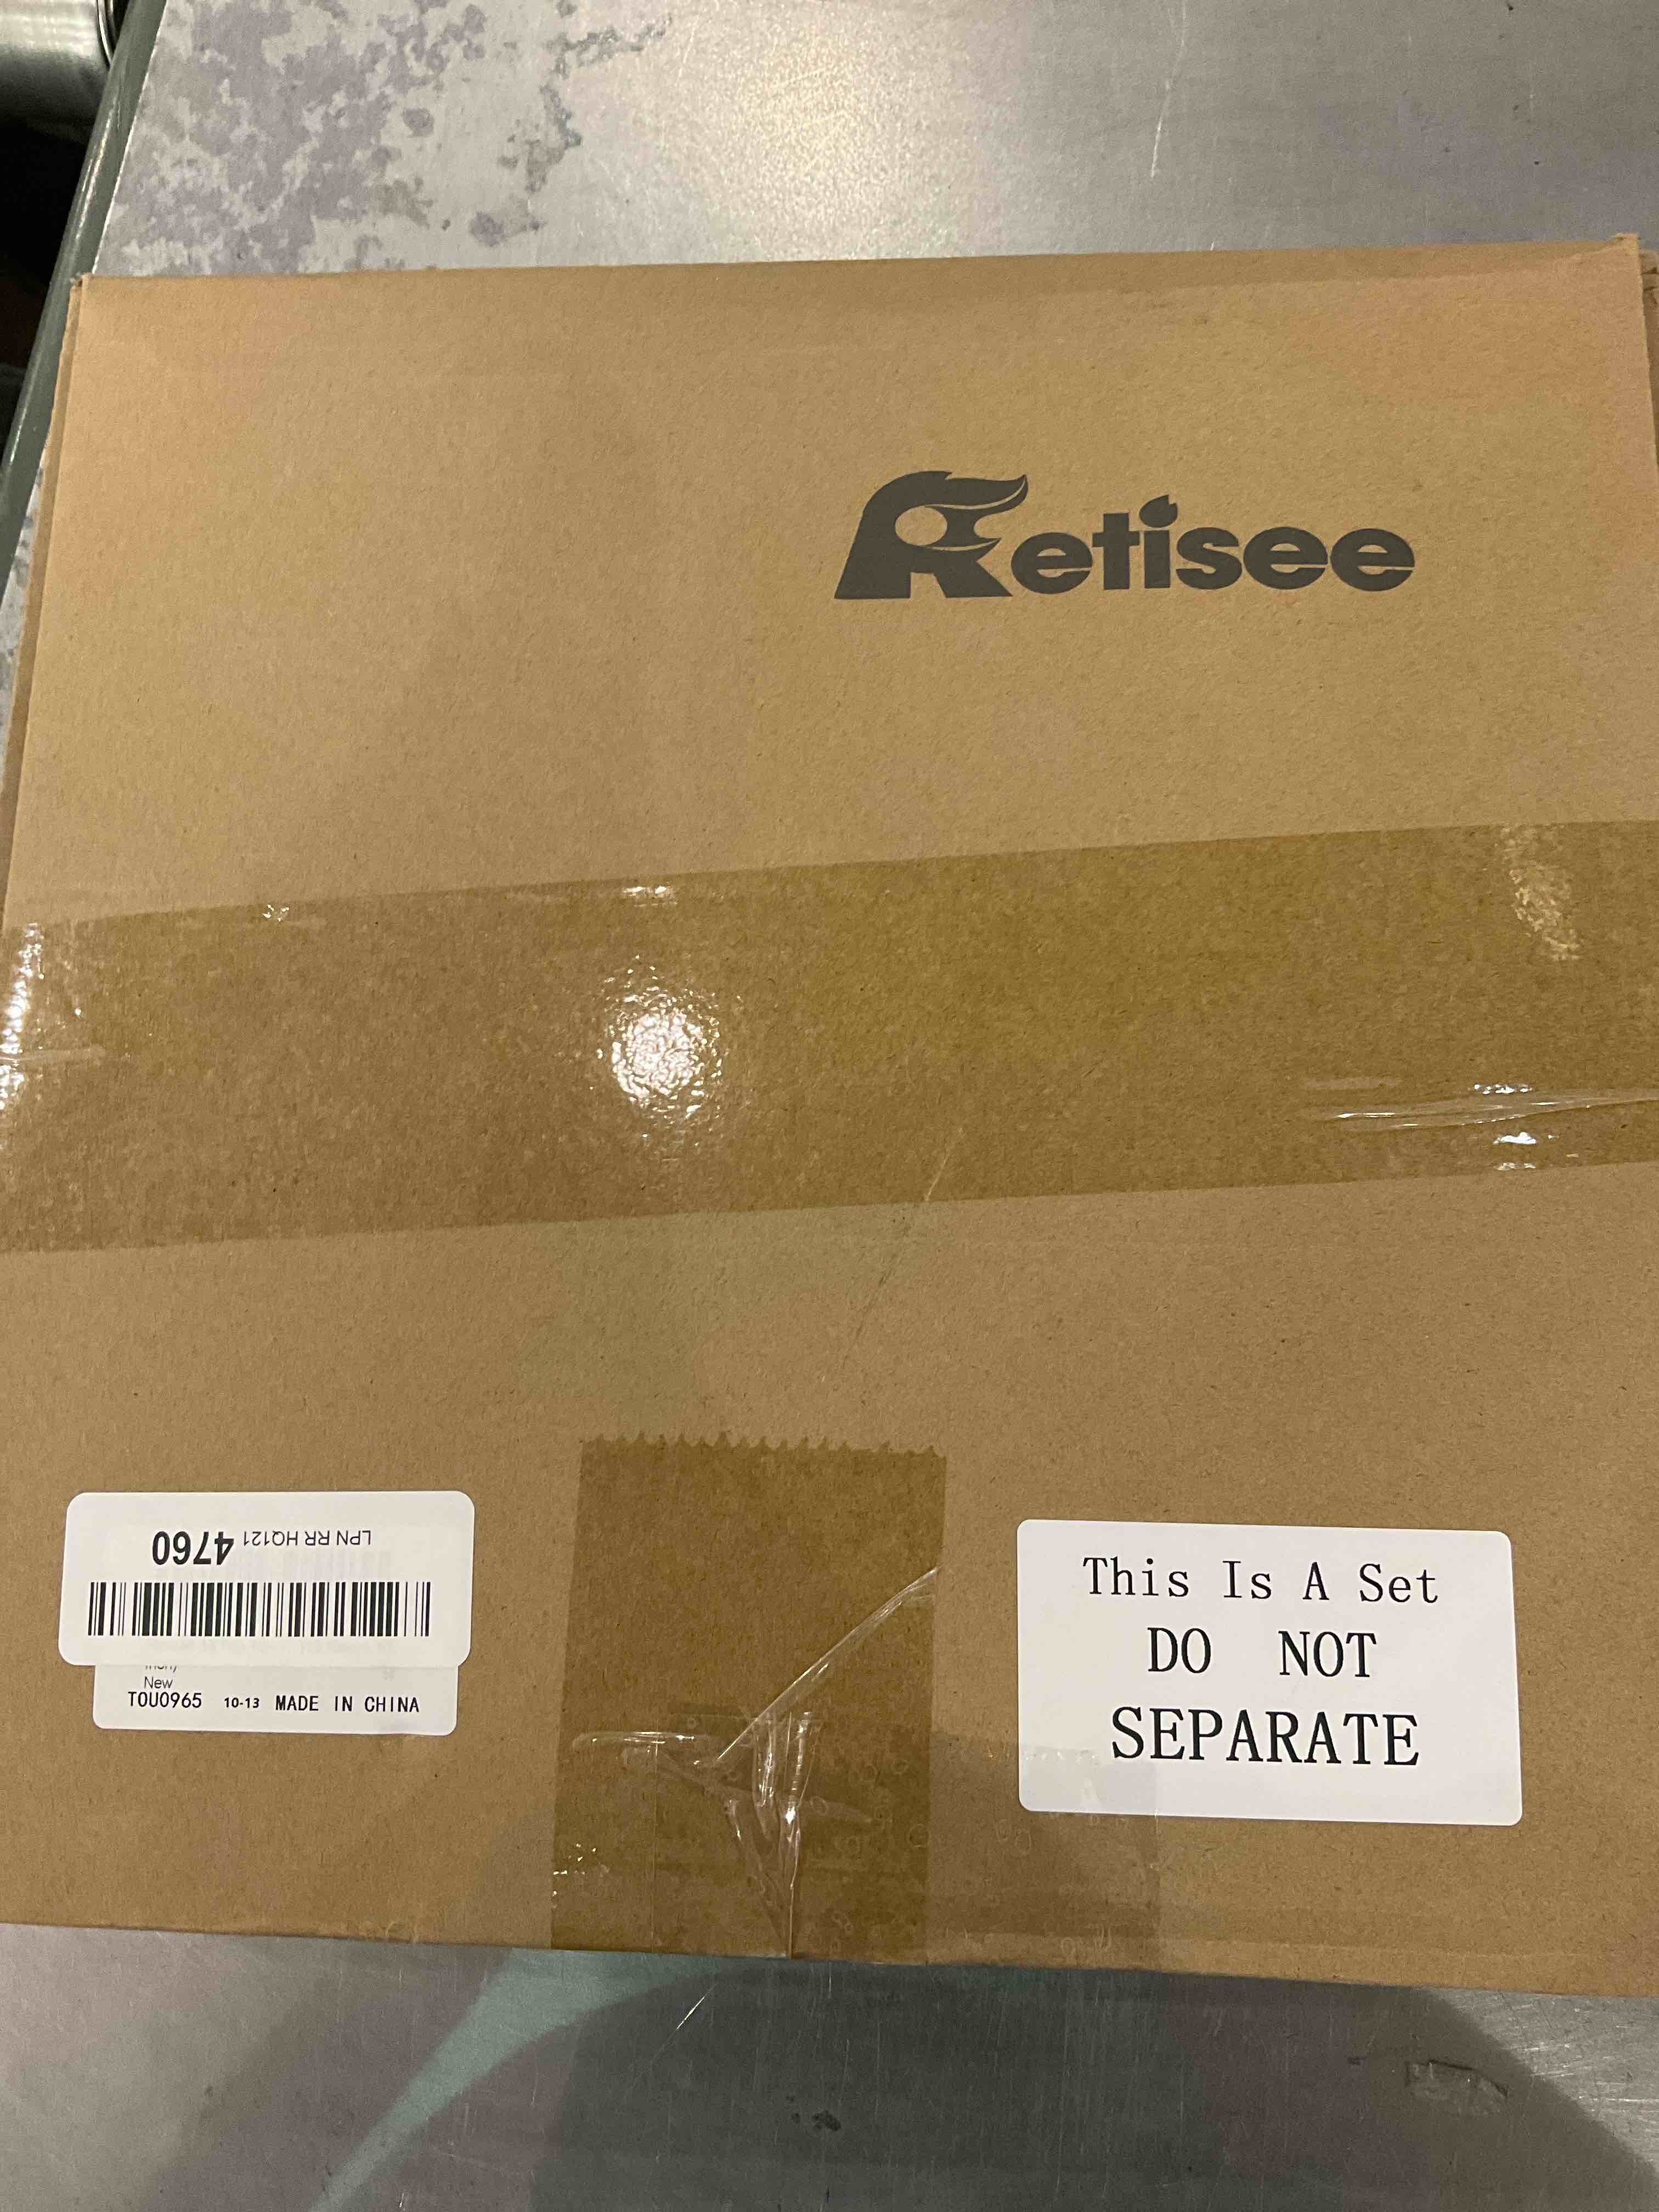 Retisee
LPN RR HQ121 4760
New
TOU0965 10-13 MADE IN CHINA
This Is A Set
DO NOT
SEPARATE